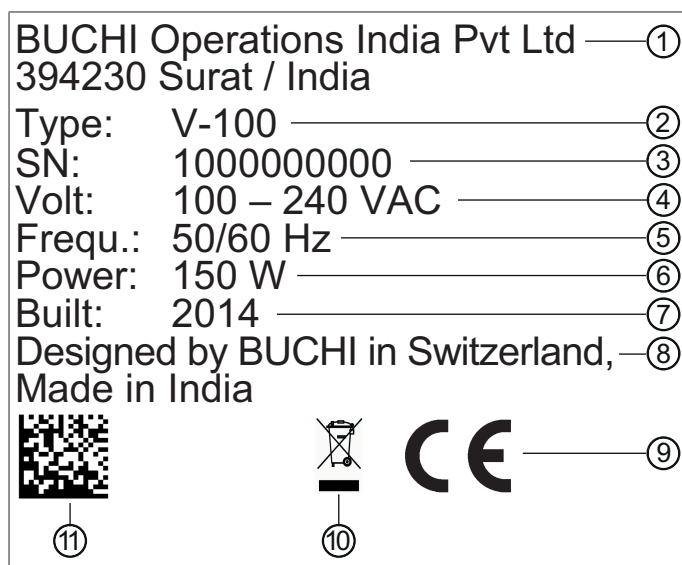 BUCHI Operations India Pvt Ltd ①
394230 Surat / India
Type: V-100 ②
SN: 1000000000 ③
Volt: 100 – 240 VAC ④
Frequ.: 50/60 Hz ⑤
Power: 150 W ⑥
Built: 2014 ⑦
Designed by BUCHI in Switzerland, ⑧
Made in India
CE ⑨
⑪ ⑩